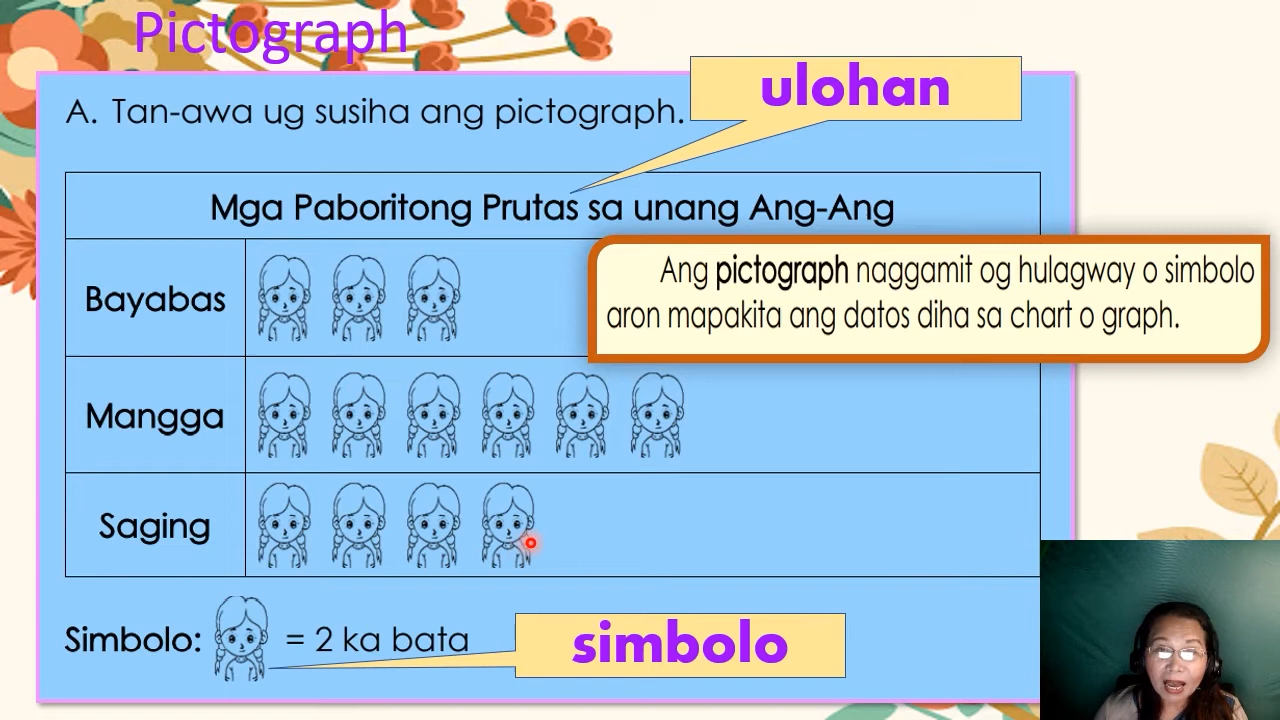 Pictograph
ulohan
A. Tan-awa ug susiha ang pictograph.
Mga Paboritong Prutas sa unang Ang-Ang
Ang pictograph naggamit og hulagway o simbolo
aron mapakita ang datos diha sa chart o graph.
Bayabas
Mangga
Saging
Simbolo: = 2 ka bata
simbolo